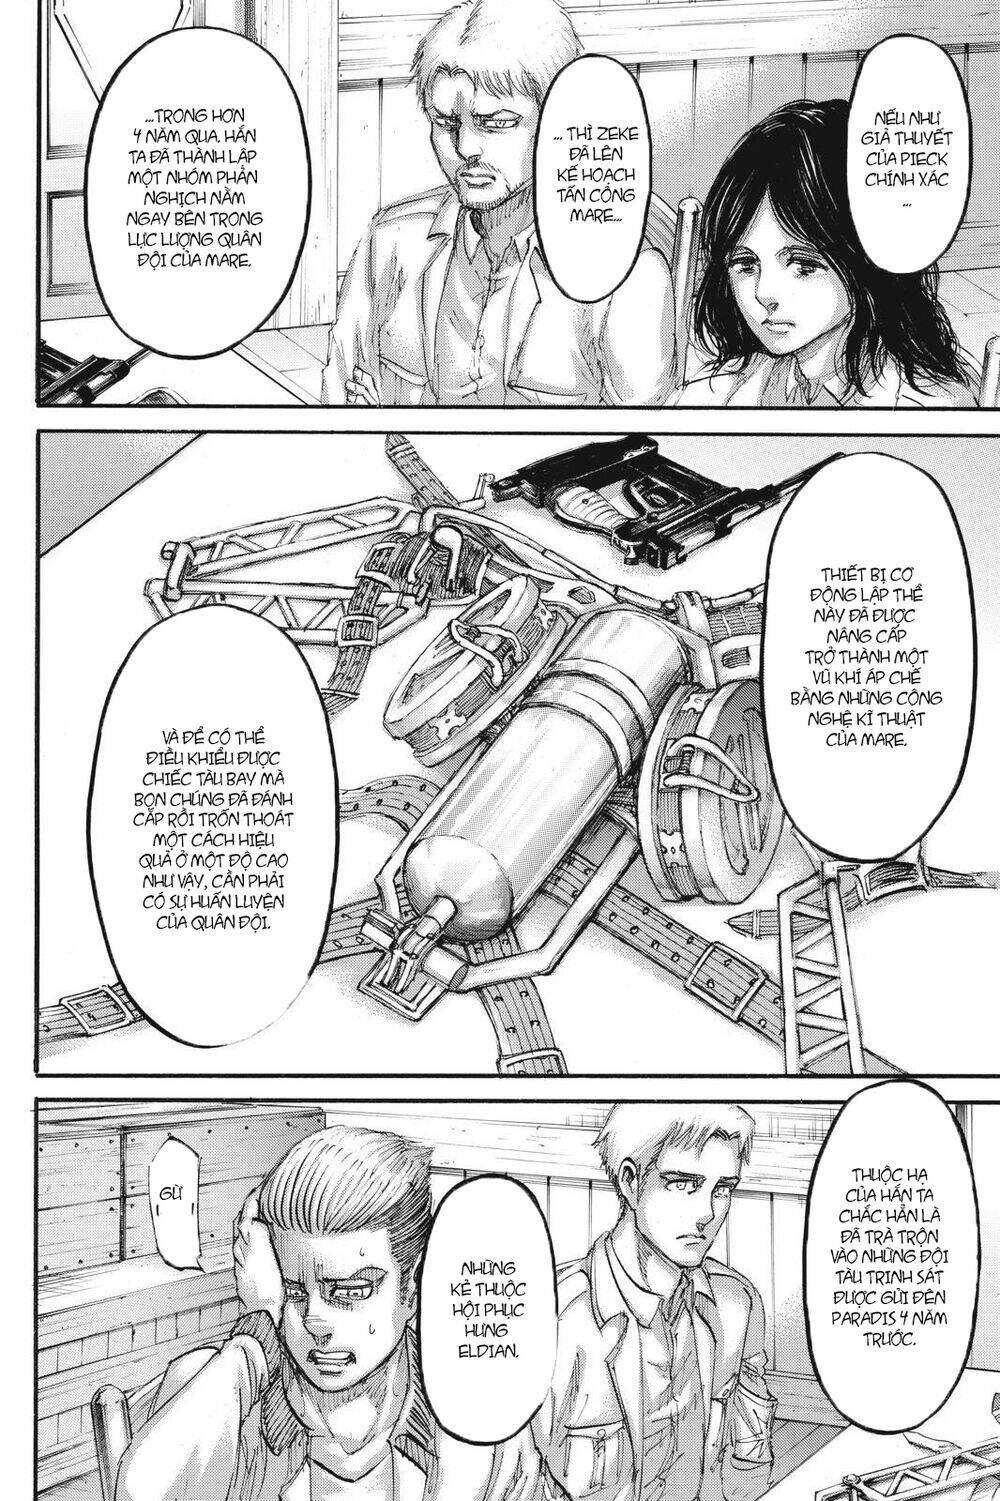 NẾU NHƯ
GIẢ THUYẾT
CỦA PIECK
CHÍNH XÁC
...
... THÌ ZEKE
ĐÃ LÊN
KẾ HOẠCH
TẤN CÔNG
MARE...
...TRONG HƠN
4 NĂM QUA. HẮN
TA ĐÃ THÀNH LẬP
MỘT NHÓM PHẢN
NGHỊCH NẰM
NGAY BÊN TRONG
LỰC LƯỢNG QUÂN
ĐỘI CỦA MARE.
THIẾT BỊ CƠ
ĐỘNG LẬP THỂ
NÀY ĐÃ ĐƯỢC
NÂNG CẤP
TRỞ THÀNH MỘT
VŨ KHÍ ÁP CHẾ
BẰNG NHỮNG CÔNG
NGHỆ KĨ THUẬT
CỦA MARE.
VÀ ĐỂ CÓ THỂ
ĐIỀU KHIỂU ĐƯỢC
CHIẾC TÀU BAY MÀ
BỌN CHÚNG ĐÃ ĐÁNH
CẮP RỒI TRỐN THOÁT
MỘT CÁCH HIỆU
QUẢ Ở MỘT ĐỘ CAO
NHƯ VẬY, CẦN PHẢI
CÓ SỰ HUẤN LUYỆN
CỦA QUÂN ĐỘI.
THUỘC HẠ
CỦA HẮN TA
CHẮC HẲN LÀ
ĐÃ TRÀ TRỘN
VÀO NHỮNG ĐỘI
TÀU TRINH SÁT
ĐƯỢC GỬI ĐẾN
PARADIS 4 NĂM
TRƯỚC.
NHỮNG
KẺ THUỘC
HỘI PHỤC
HƯNG
ELDIAN.
GỪ